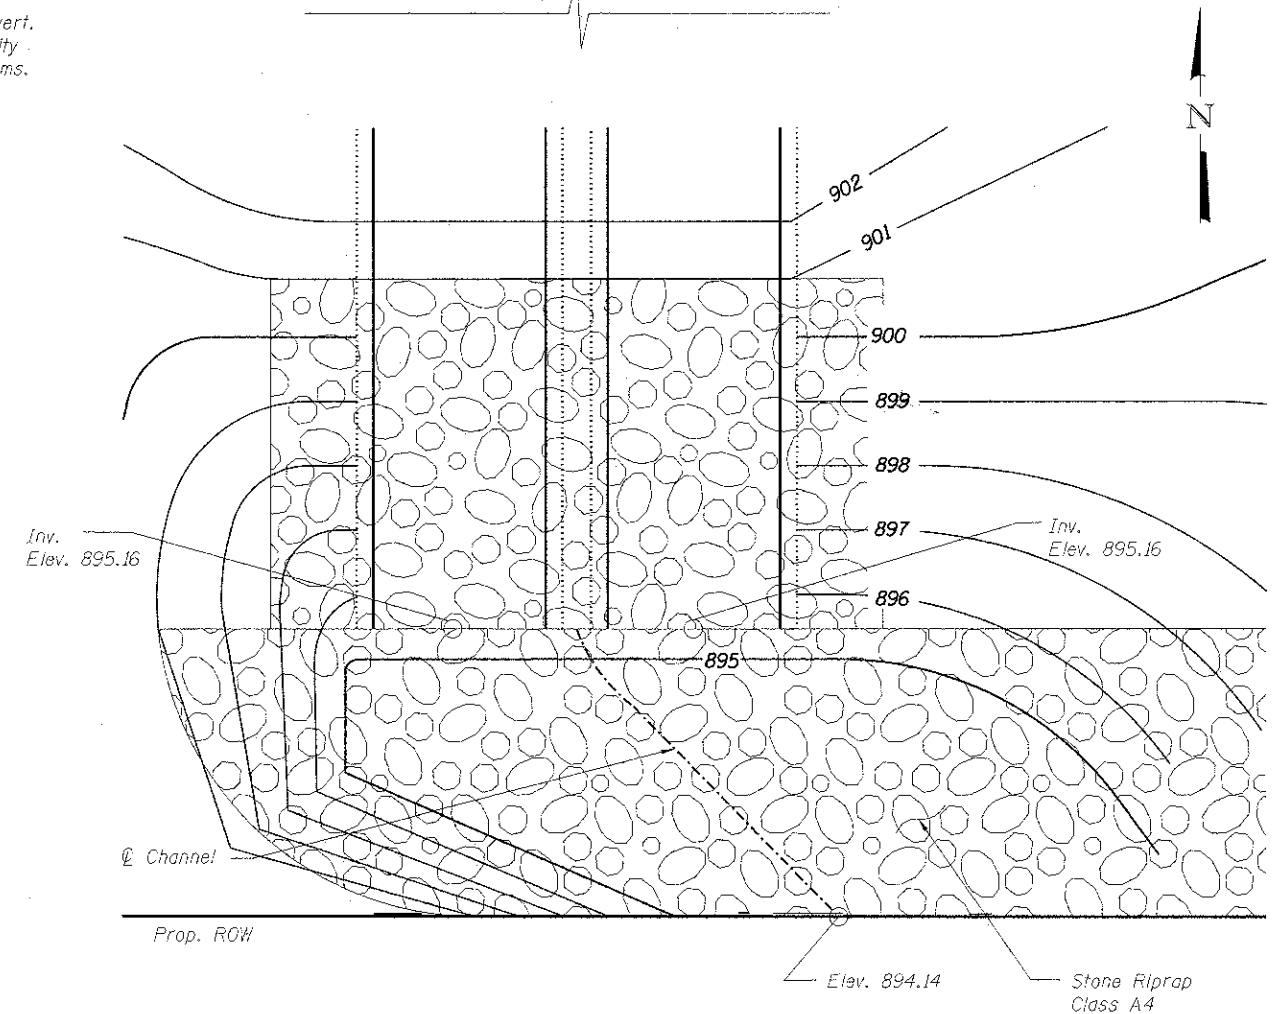 vert.
ity
ms.
N
902
901
900
899
898
897
896
895
Inv.
Elev. 895.16
Inv.
Elev. 895.16
℄ Channel
Prop. ROW
Elev. 894.14
Stone Riprap
Class A4